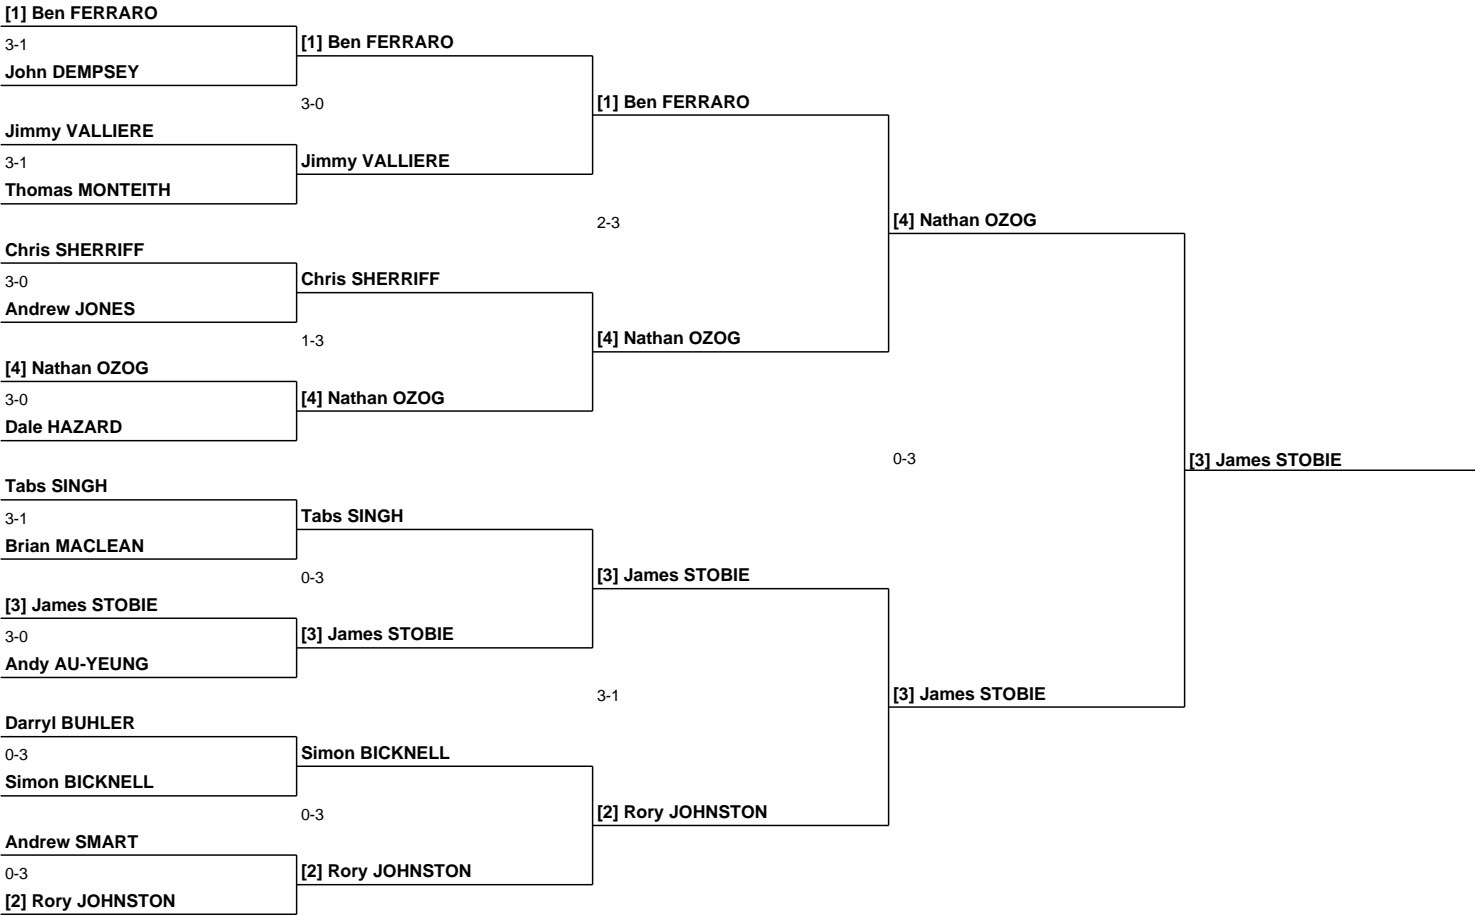 [1] Ben FERRARO
3-1
John DEMPSEY
Jimmy VALLIERE
3-1
Thomas MONTEITH
Chris SHERRIFF
3-0
Andrew JONES
[4] Nathan OZOG
3-0
Dale HAZARD
Tabs SINGH
3-1
Brian MACLEAN
[3] James STOBIE
3-0
Andy AU-YEUNG
Darryl BUHLER
0-3
Simon BICKNELL
Andrew SMART
0-3
[2] Rory JOHNSTON
[1] Ben FERRARO
3-0
Jimmy VALLIERE
Chris SHERRIFF
1-3
[4] Nathan OZOG
Tabs SINGH
0-3
[3] James STOBIE
Simon BICKNELL
0-3
[2] Rory JOHNSTON
[1] Ben FERRARO
2-3
[4] Nathan OZOG
[3] James STOBIE
3-1
[2] Rory JOHNSTON
[4] Nathan OZOG
0-3
[3] James STOBIE
[3] James STOBIE